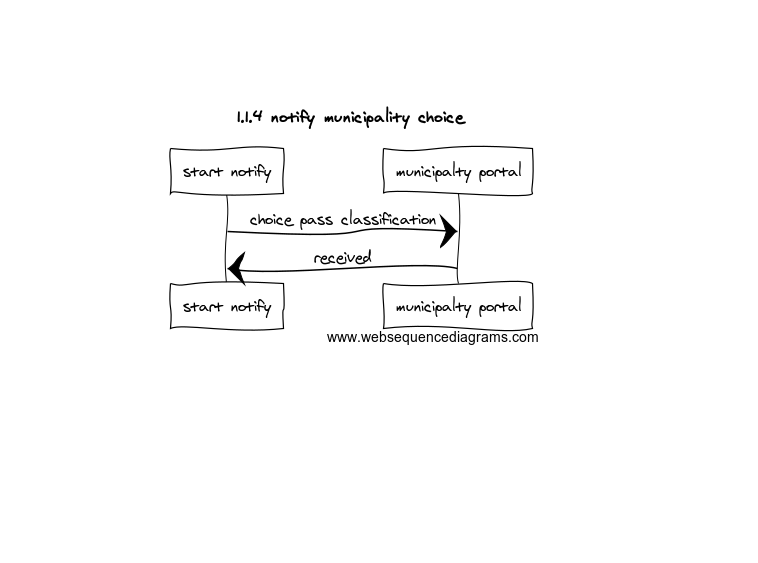 1.1.4 notify municipality choice
start notify
municipalty portal
choice pass classification
received
start notify
municipalty portal
www.websequencediagrams.com